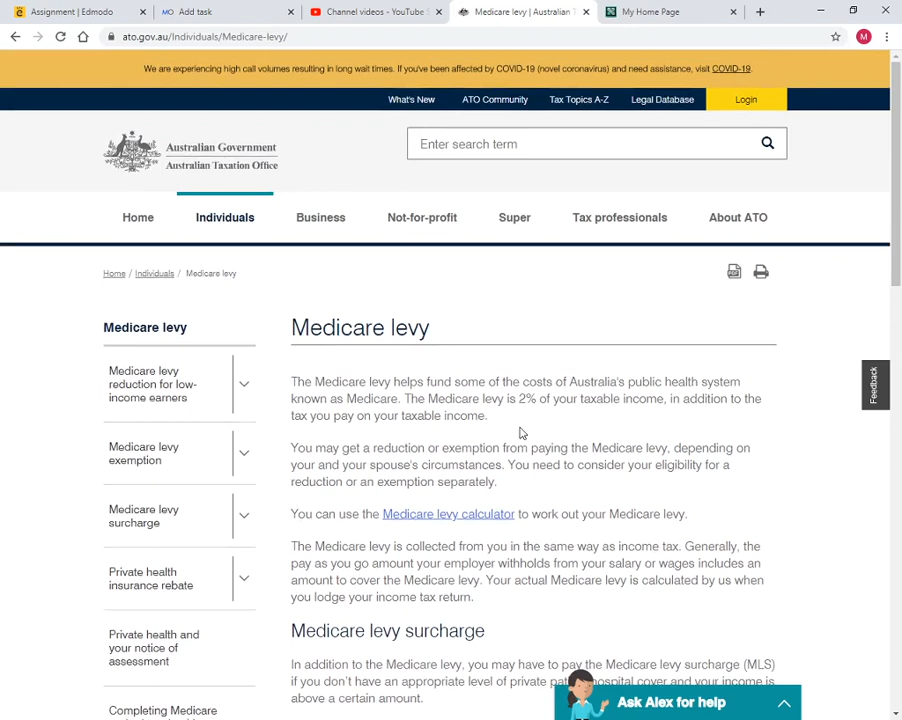 Assignment | Edmodo
Add task
Channel videos - YouTube S
Medicare levy | Australian T
My Home Page
ato.gov.au/Individuals/Medicare-levy/
M
We are experiencing high call volumes resulting in long wait times. If you've been affected by COVID-19 (novel coronavirus) and need assistance, visit COVID-19.
What's New ATO Community Tax Topics A-Z Legal Database Login
Australian Government
Australian Taxation Office
Enter search term
Home Individuals Business Not-for-profit Super Tax professionals About ATO
Home / Individuals / Medicare levy
PDF
Medicare levy
Medicare levy
reduction for low-
income earners
Medicare levy
exemption
Medicare levy
surcharge
Private health
insurance rebate
Private health and
your notice of
assessment
Completing Medicare
Medicare levy
The Medicare levy helps fund some of the costs of Australia's public health system
known as Medicare. The Medicare levy is 2% of your taxable income, in addition to the
tax you pay on your taxable income.
You may get a reduction or exemption from paying the Medicare levy, depending on
your and your spouse's circumstances. You need to consider your eligibility for a
reduction or an exemption separately.
You can use the Medicare levy calculator to work out your Medicare levy.
The Medicare levy is collected from you in the same way as income tax. Generally, the
pay as you go amount your employer withholds from your salary or wages includes an
amount to cover the Medicare levy. Your actual Medicare levy is calculated by us when
you lodge your income tax return.
Medicare levy surcharge
In addition to the Medicare levy, you may have to pay the Medicare levy surcharge (MLS)
if you don't have an appropriate level of private hospital cover and your income is
above a certain amount.
Feedback
Ask Alex for help